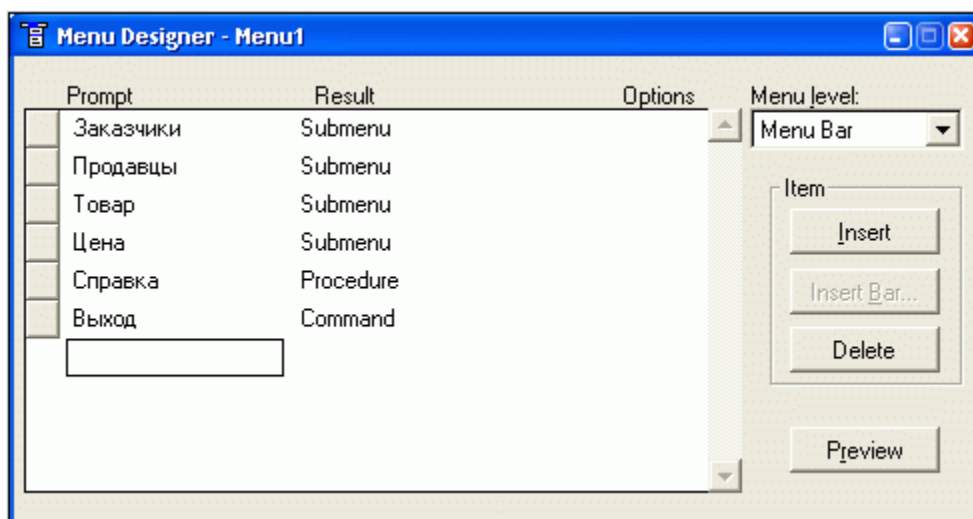 Menu Designer - Menu1
Prompt Result Options Menu level:
Заказчики Submenu Menu Bar
Продавцы Submenu
Товар Submenu Item
Цена Submenu Insert
Справка Procedure Insert Bar...
Выход Command
Delete
Preview